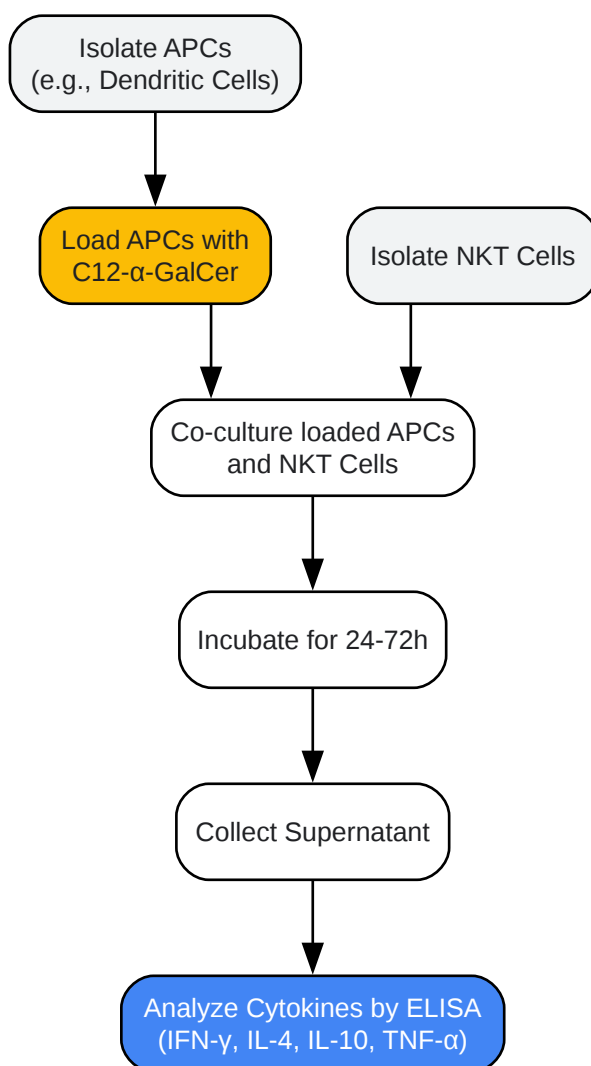 Isolate APCs
(e.g., Dendritic Cells)
Load APCs with
C12-α-GalCer
Isolate NKT Cells
Co-culture loaded APCs
and NKT Cells
Incubate for 24-72h
Collect Supernatant
Analyze Cytokines by ELISA
(IFN-γ, IL-4, IL-10, TNF-α)